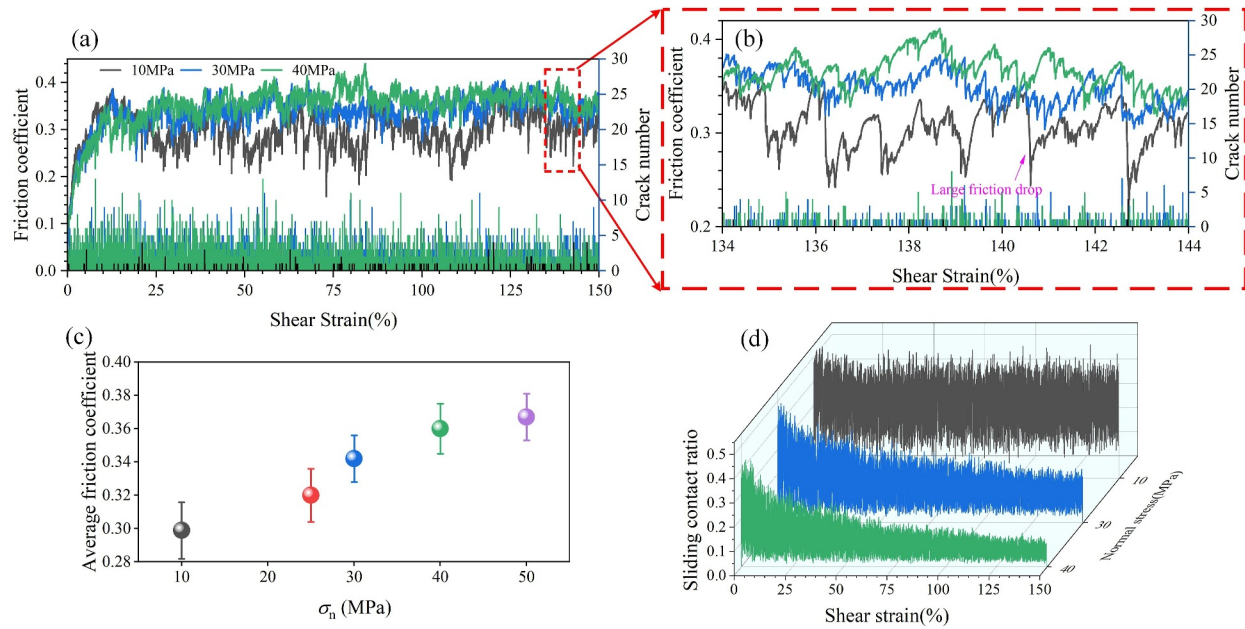 (a)
10MPa 30MPa 40MPa
Friction coefficient
0.4
0.3
0.2
0.1
0.0
30
25
20
15
10
5
0
Crack number
0 25 50 75 100 125 150
Shear Strain(%)
(b)
Friction coefficient
0.4
0.3
0.2
30
25
20
15
10
5
0
Crack number
Large friction drop
134 136 138 140 142 144
Shear Strain(%)
(c)
Average friction coefficient
0.40
0.38
0.36
0.34
0.32
0.30
0.28
10 20 30 40 50
σn (MPa)
(d)
Sliding contact ratio
0.5
0.4
0.3
0.2
0.1
0.0
0 25 50 75 100 125 150
Shear strain(%)
10
30
40
Normal stress(MPa)